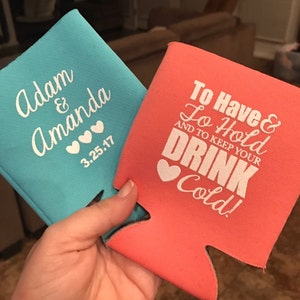 Adam
&
Amanda
3.25.17
To Have &
To Hold
AND TO KEEP YOUR
DRINK
Cold!